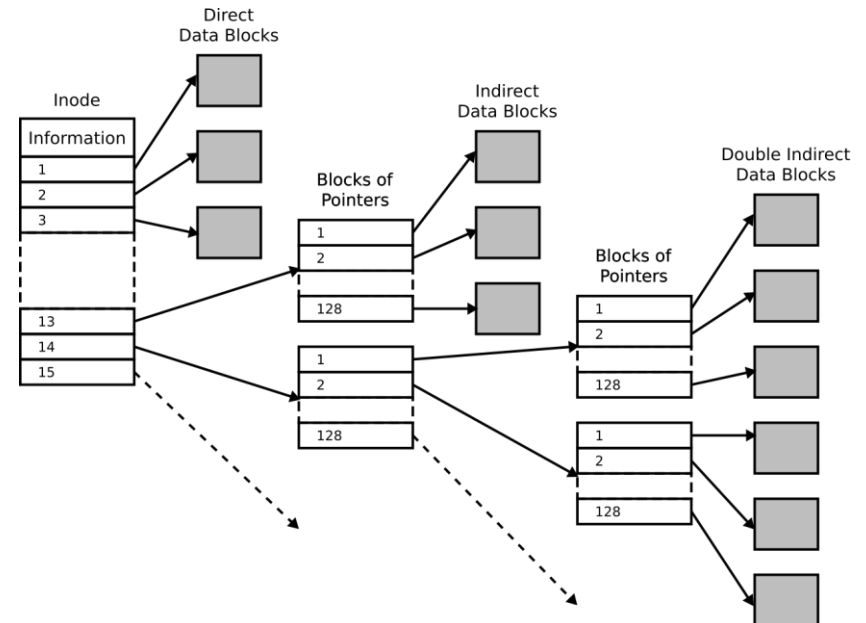 Direct
Data Blocks
Inode
Information
1
2
3
13
14
15
Blocks of
Pointers
1
2
128
1
2
128
Indirect
Data Blocks
Blocks of
Pointers
1
2
128
1
2
128
Double Indirect
Data Blocks